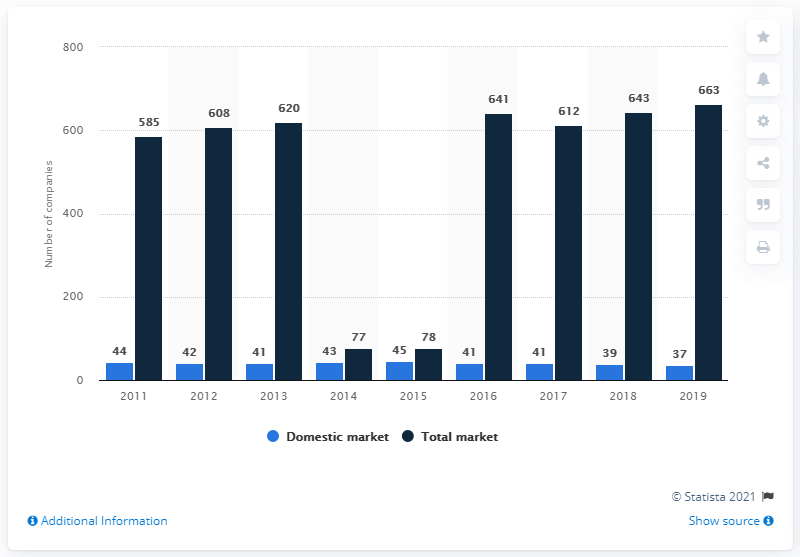 800
600
400
200
0
Number of companies
44 585
42 608
41 620
43 77
45 78
41 641
41 612
39 643
37 663
2011 2012 2013 2014 2015 2016 2017 2018 2019
Domestic market Total market
© Statista 2021
Additional Information Show source